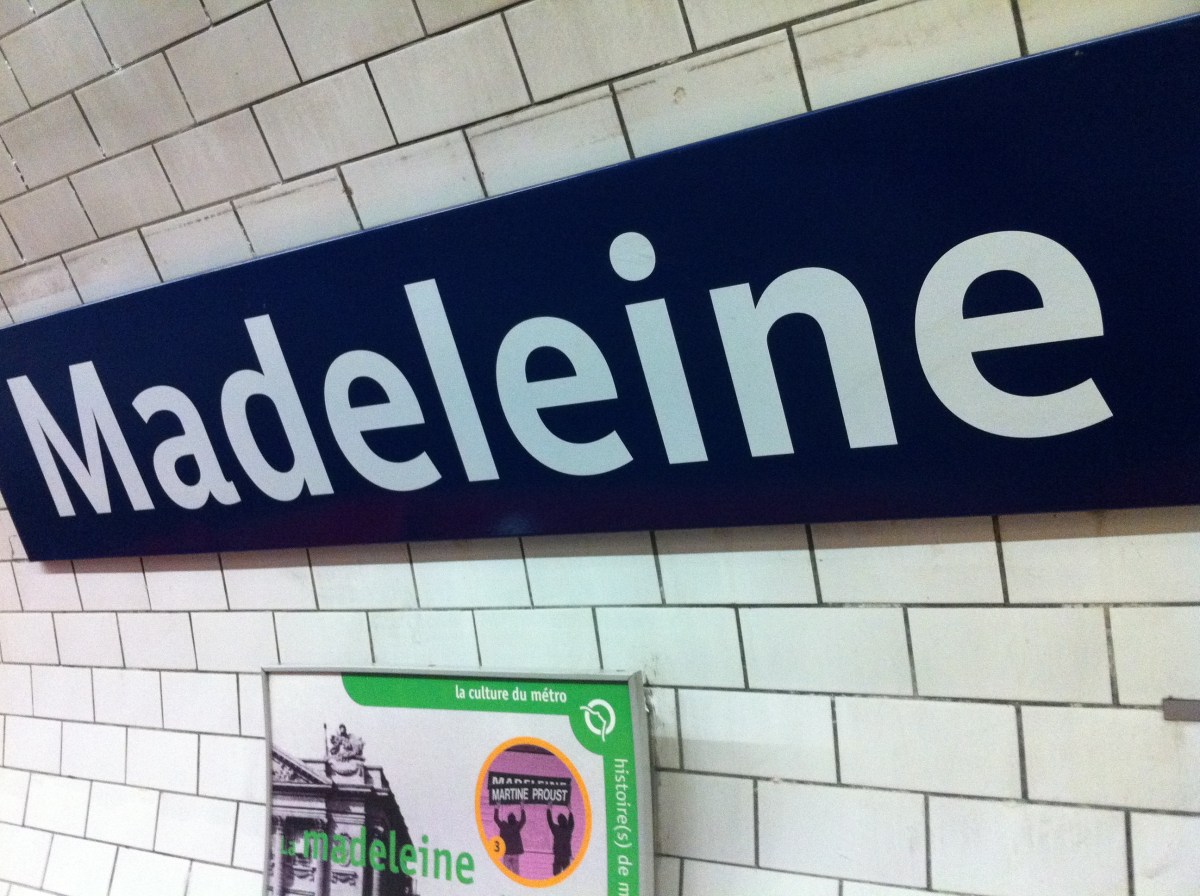 Madeleine
la culture du métro
histoire(s) de
MADELEINE
MARTINE PROUST
3
la madeleine